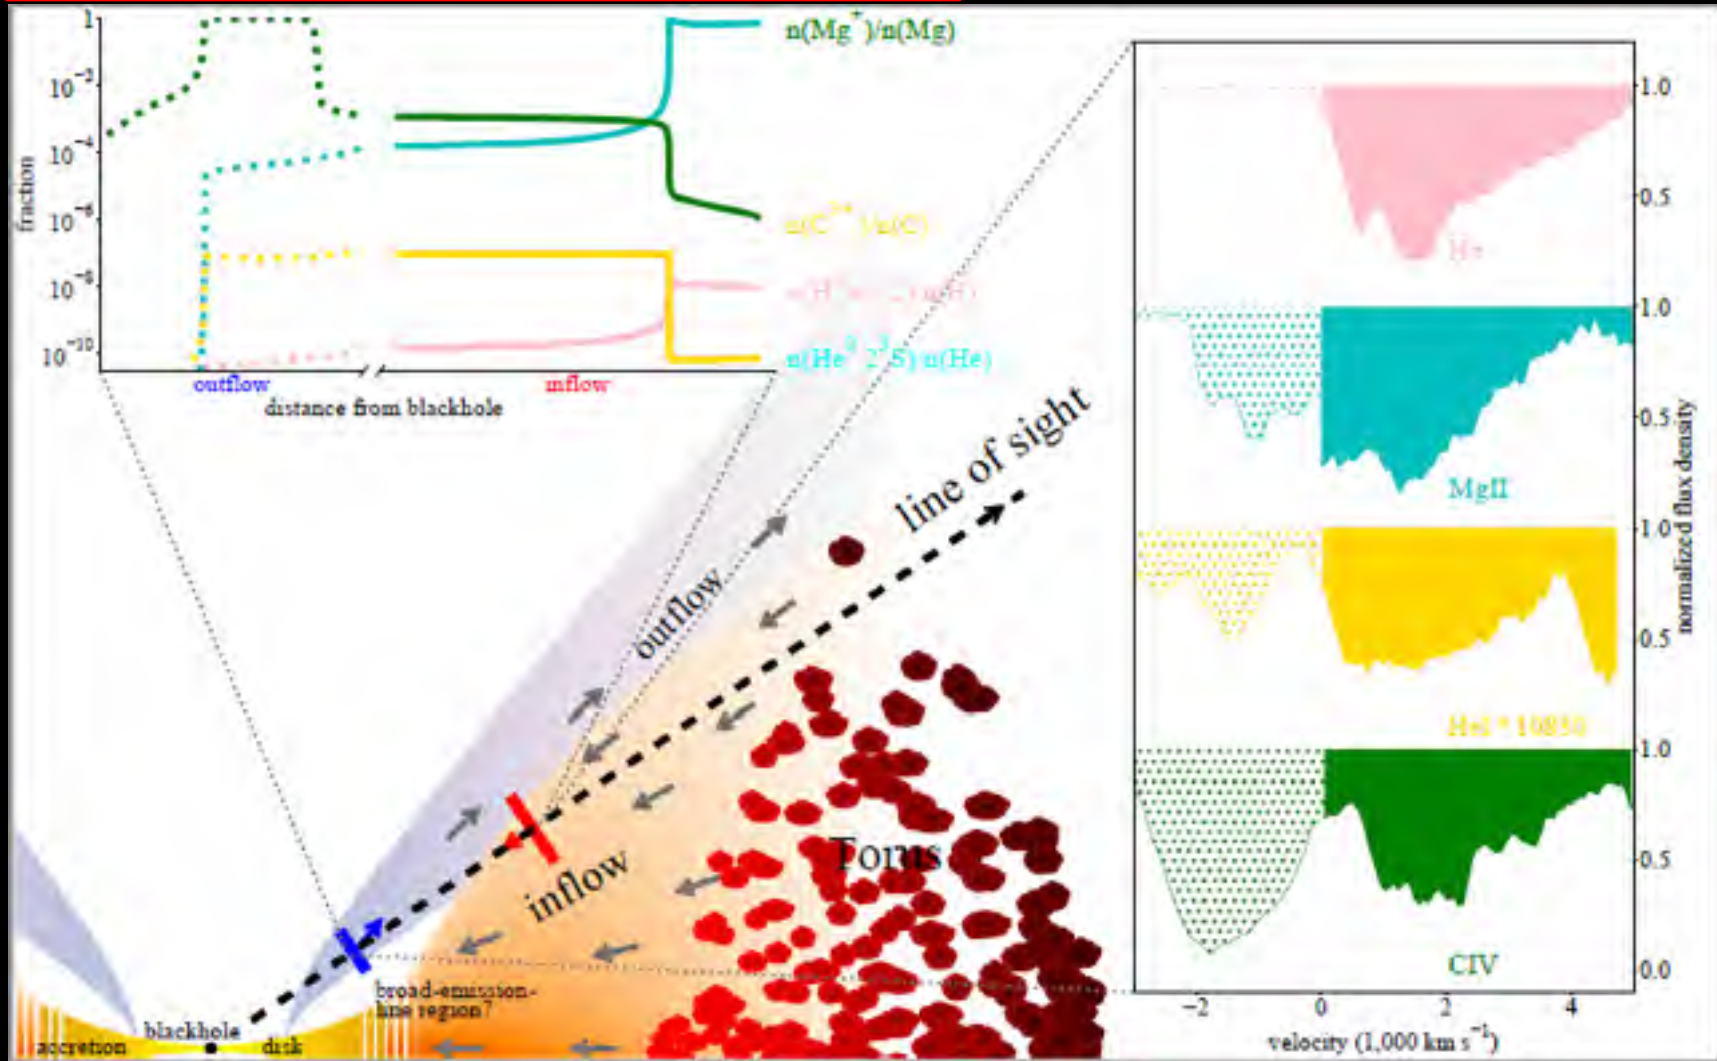 1
10⁻²
10⁻⁴
10⁻⁶
10⁻⁸
10⁻¹⁰
fraction
n(Mg⁺)/n(Mg)
n(He⁰ 2³S)/n(He)
outflow
inflow
distance from blackhole
line of sight
outflow
inflow
Torus
broad-emission-
line region?
blackhole
accretion
disk
1.0
0.5
1.0
MgII
0.5
1.0
0.5
HeI* 10830
1.0
0.5
CIV
0.0
normalized flux density
−2
0
2
4
velocity (1,000 km s⁻¹)